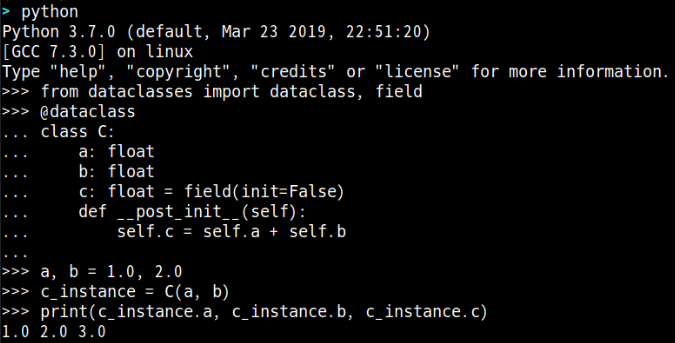 > python
Python 3.7.0 (default, Mar 23 2019, 22:51:20)
[GCC 7.3.0] on linux
Type "help", "copyright", "credits" or "license" for more information.
>>> from dataclasses import dataclass, field
>>> @dataclass
... class C:
...     a: float
...     b: float
...     c: float = field(init=False)
...     def __post_init__(self):
...         self.c = self.a + self.b
...
>>> a, b = 1.0, 2.0
>>> c_instance = C(a, b)
>>> print(c_instance.a, c_instance.b, c_instance.c)
1.0 2.0 3.0